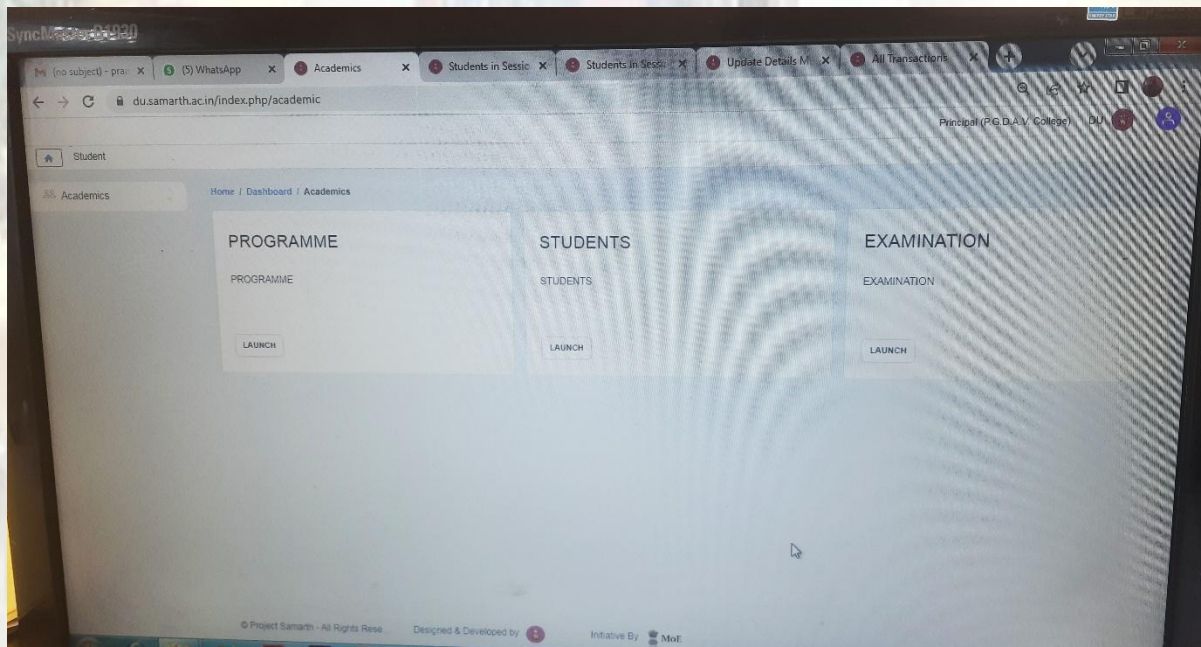 SyncMaster B1930
(no subject) - pra
(5) WhatsApp
Academics
Students in Sessio
Students in Sessi
Update Details M
All Transactions
du.samarth.ac.in/index.php/academic
Principal (P.G.D.A.V. College)
DU
Student
Academics
Home / Dashboard / Academics
PROGRAMME
PROGRAMME
LAUNCH
STUDENTS
STUDENTS
LAUNCH
EXAMINATION
EXAMINATION
LAUNCH
© Project Samarth - All Rights Rese
Designed & Developed by
Initiative By
MoE